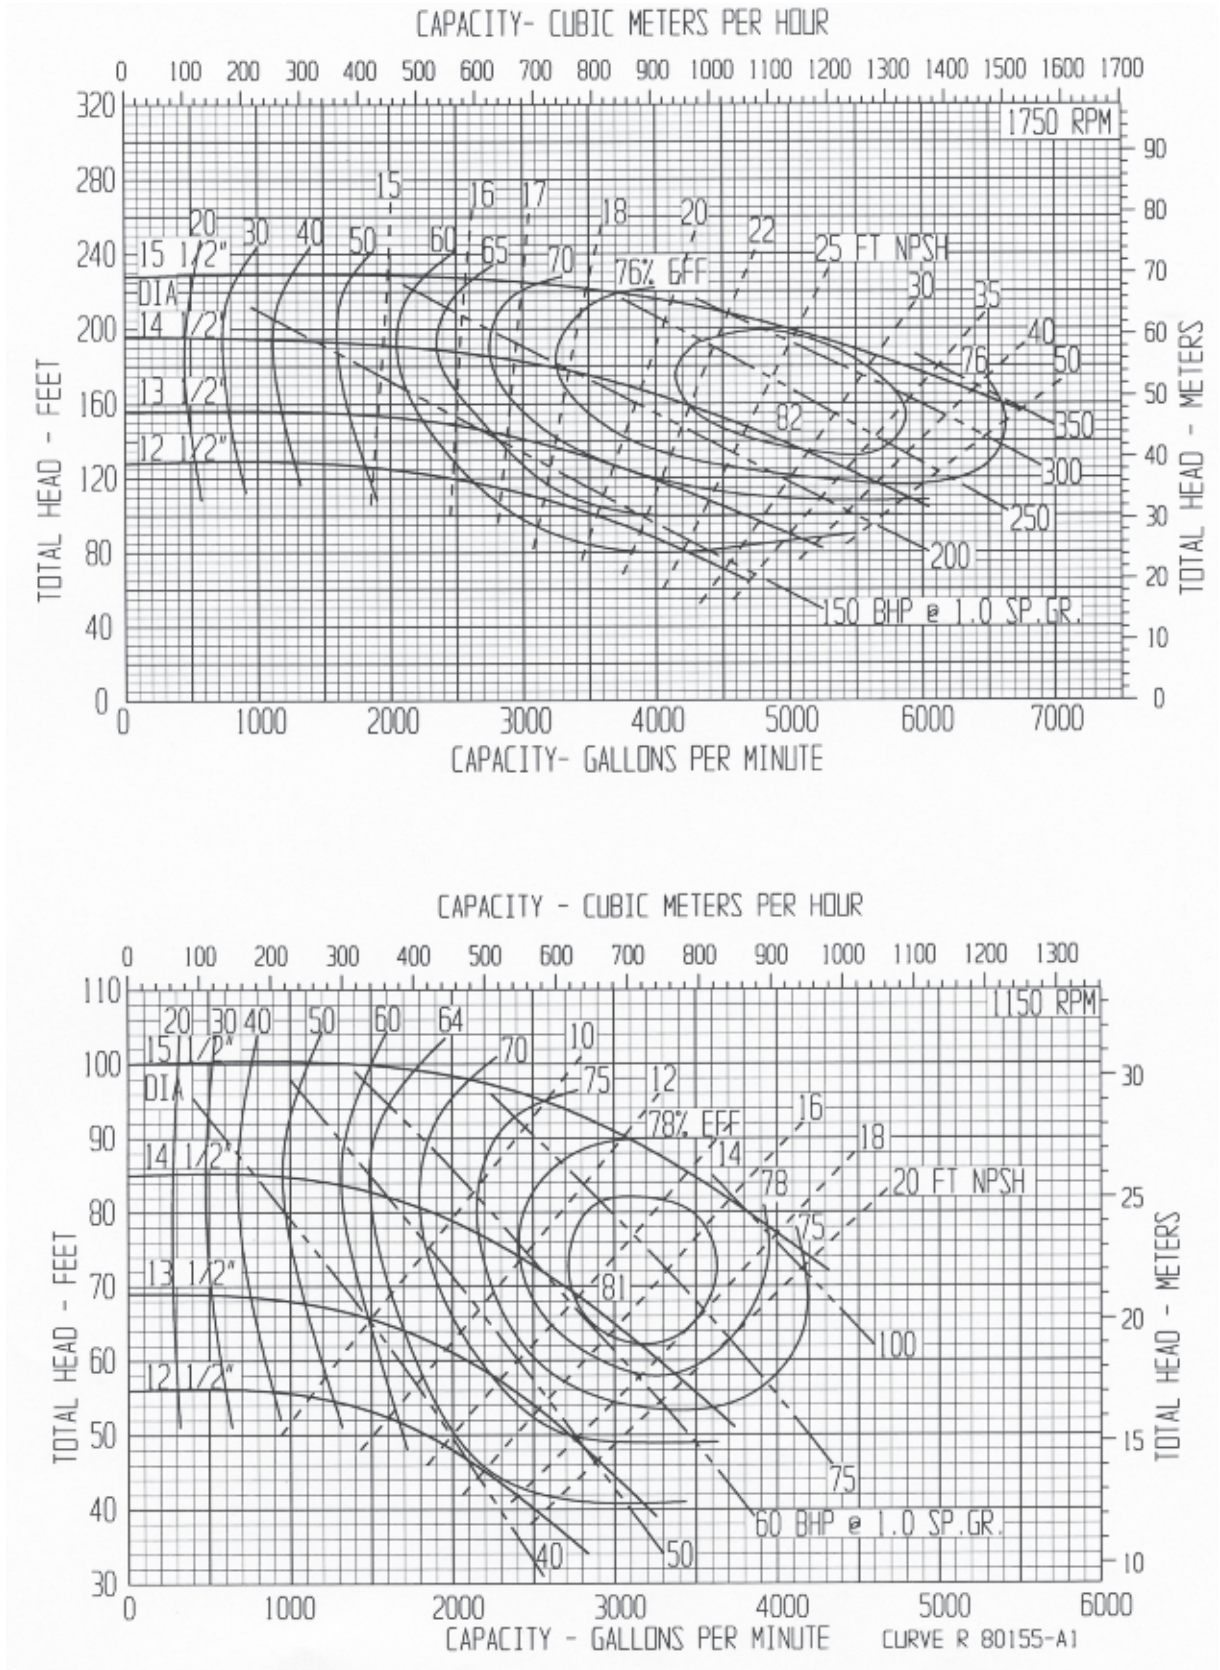 CAPACITY- CUBIC METERS PER HOUR
0 100 200 300 400 500 600 700 800 900 1000 1100 1200 1300 1400 1500 1600 1700
320 280 240 200 160 120 80 40 0
TOTAL HEAD - FEET
1750 RPM
15 16 17 18 20 22 25 FT NPSH 30 35 40 50
20 30 40 50 60 65 70 76% EFF 76 82
15 1/2"
DIA
14 1/2"
13 1/2"
12 1/2"
350
300
250
200
150 BHP @ 1.0 SP.GR.
90 80 70 60 50 40 30 20 10 0
TOTAL HEAD - METERS
0 1000 2000 3000 4000 5000 6000 7000
CAPACITY- GALLONS PER MINUTE
CAPACITY - CUBIC METERS PER HOUR
0 100 200 300 400 500 600 700 800 900 1000 1100 1200 1300
110 100 90 80 70 60 50 40 30
TOTAL HEAD - FEET
1150 RPM
20 30 40 50 60 64 70 75 78% EFF 78 75 81
10 12 14 16 18 20 FT NPSH
15 1/2"
DIA
14 1/2"
13 1/2"
12 1/2"
100
75
60 BHP @ 1.0 SP.GR.
50
40
30 25 20 15 10
TOTAL HEAD - METERS
0 1000 2000 3000 4000 5000 6000
CAPACITY - GALLONS PER MINUTE
CURVE R 80155-A1